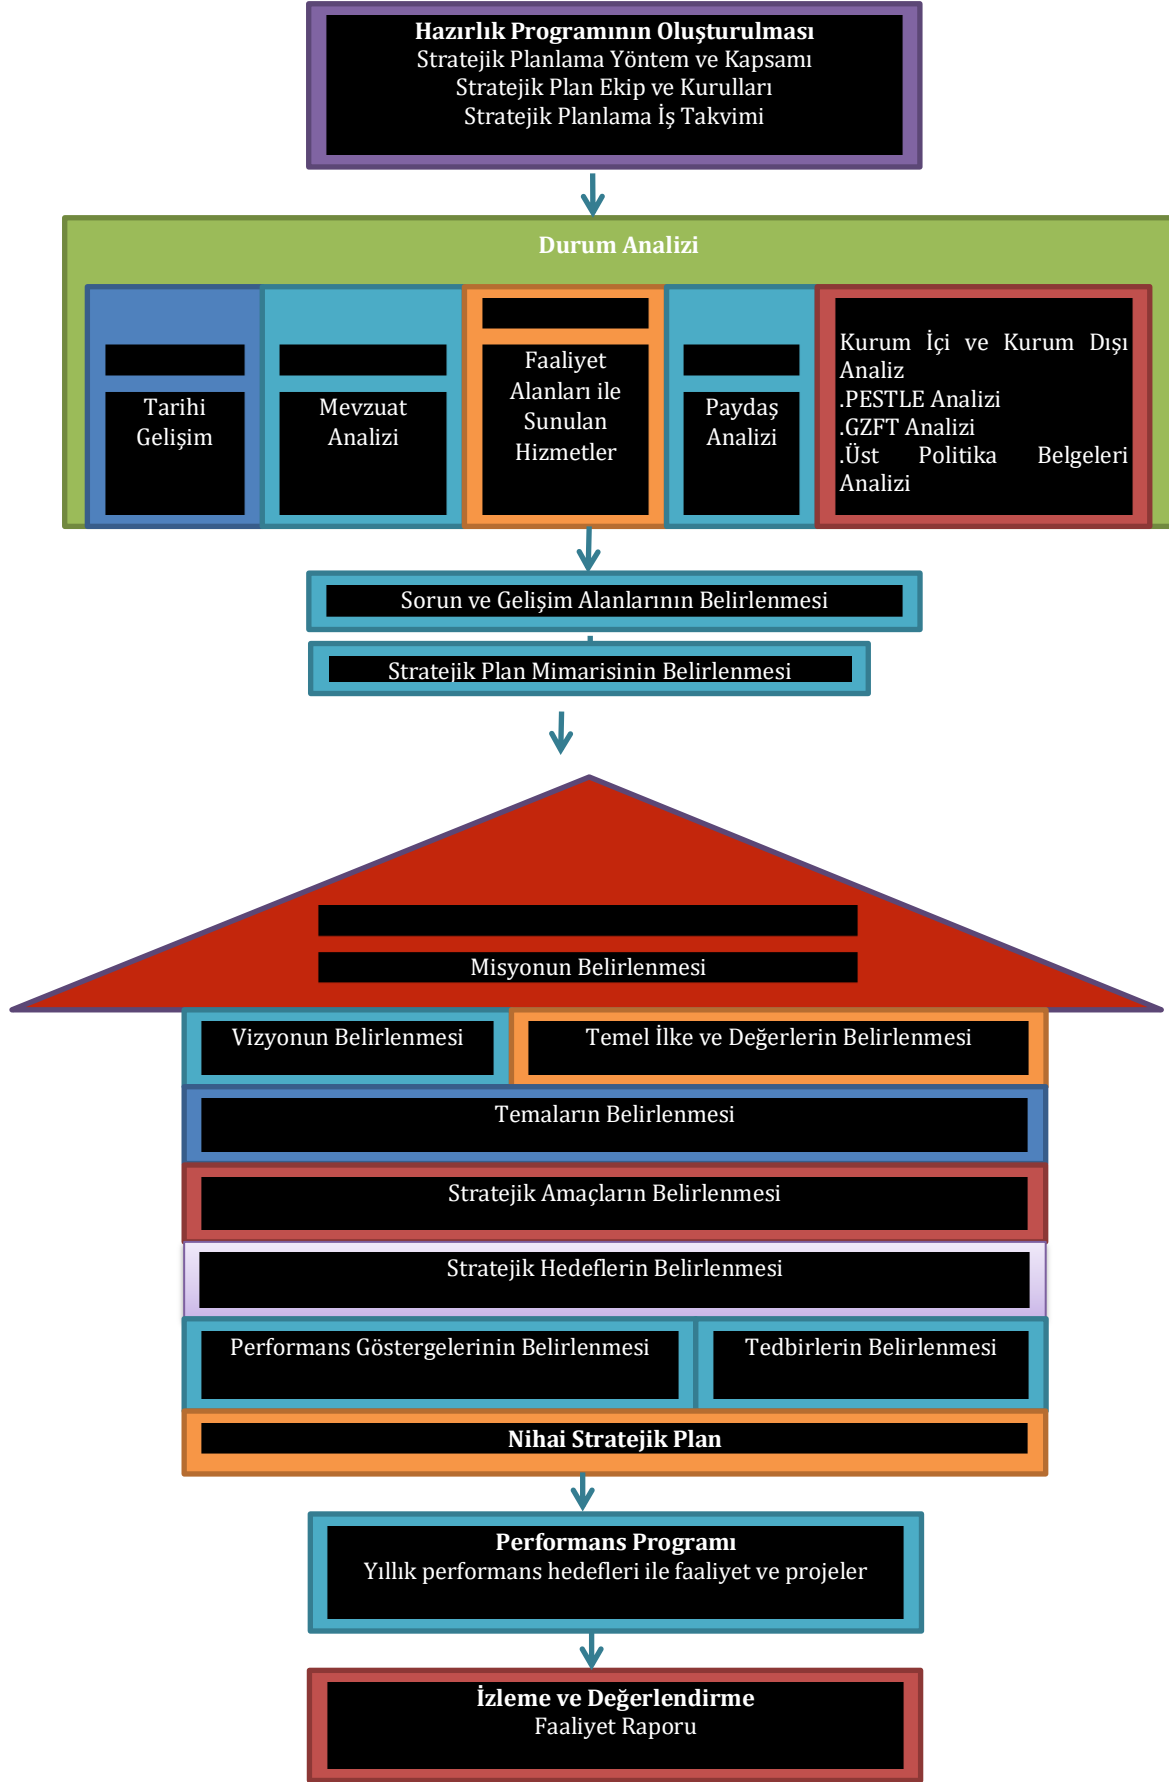 Hazırlık Programının Oluşturulması
Stratejik Planlama Yöntem ve Kapsamı
Stratejik Plan Ekip ve Kurulları
Stratejik Planlama İş Takvimi
Durum Analizi
Tarihi
Gelişim
Mevzuat
Analizi
Faaliyet
Alanları ile
Sunulan
Hizmetler
Paydaş
Analizi
Kurum İçi ve Kurum Dışı
Analiz
.PESTLE Analizi
.GZFT Analizi
.Üst Politika Belgeleri
Analizi
Sorun ve Gelişim Alanlarının Belirlenmesi
Stratejik Plan Mimarisinin Belirlenmesi
Misyonun Belirlenmesi
Vizyonun Belirlenmesi
Temel İlke ve Değerlerin Belirlenmesi
Temaların Belirlenmesi
Stratejik Amaçların Belirlenmesi
Stratejik Hedeflerin Belirlenmesi
Performans Göstergelerinin Belirlenmesi
Tedbirlerin Belirlenmesi
Nihai Stratejik Plan
Performans Programı
Yıllık performans hedefleri ile faaliyet ve projeler
İzleme ve Değerlendirme
Faaliyet Raporu